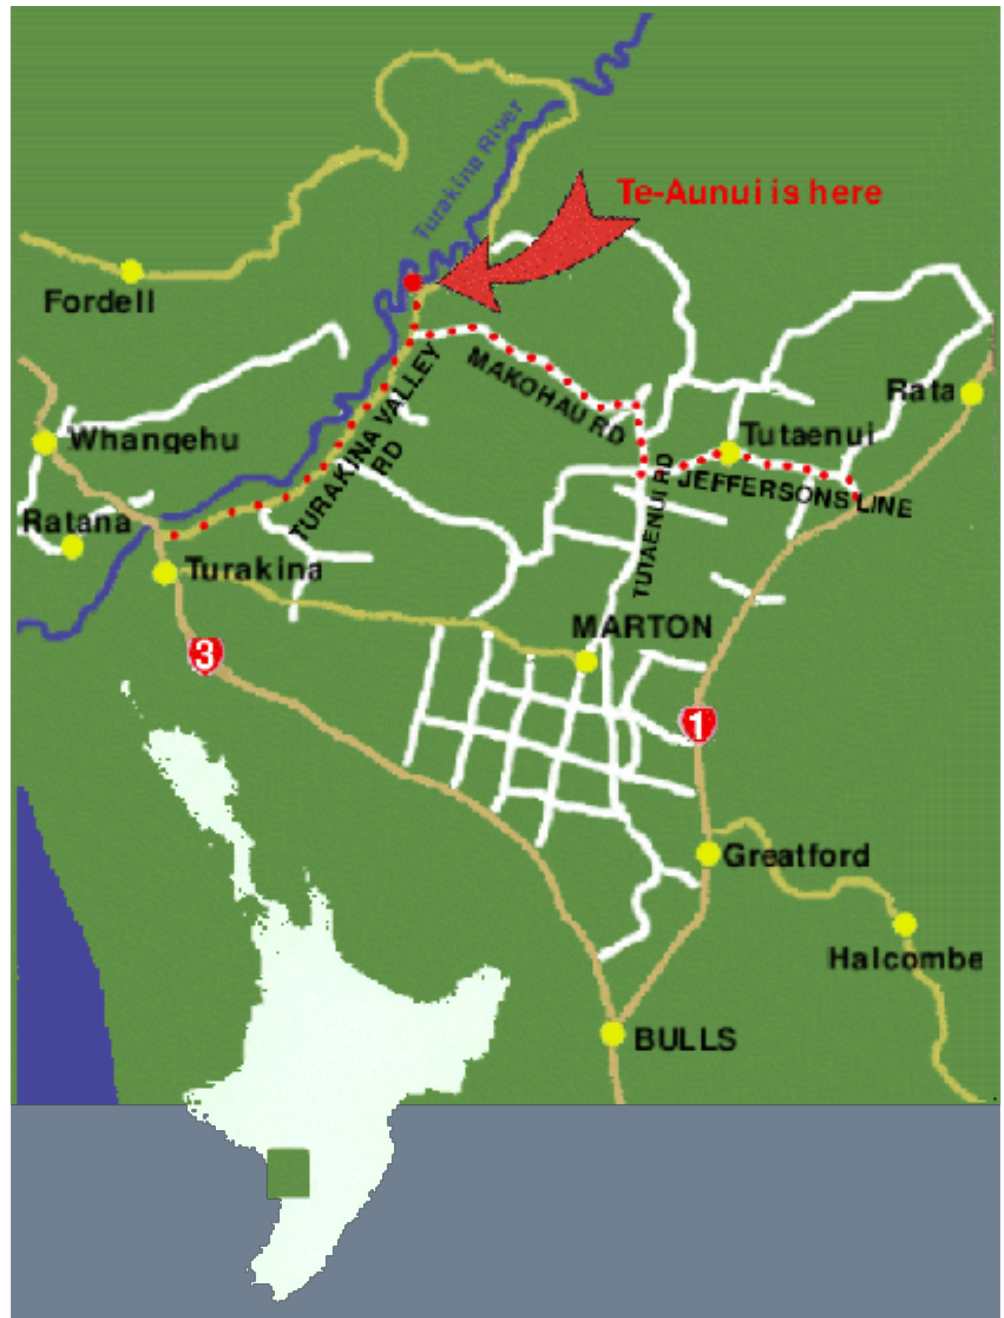 Turakina River
Te-Aunui is here
Fordell
MAKOHAU RD
Rata
Whangehu
TURAKINA VALLEY
RD
Tutaenui
JEFFERSONS LINE
TUTAENUI RD
Ratana
Turakina
MARTON
3
1
Greatford
Halcombe
BULLS